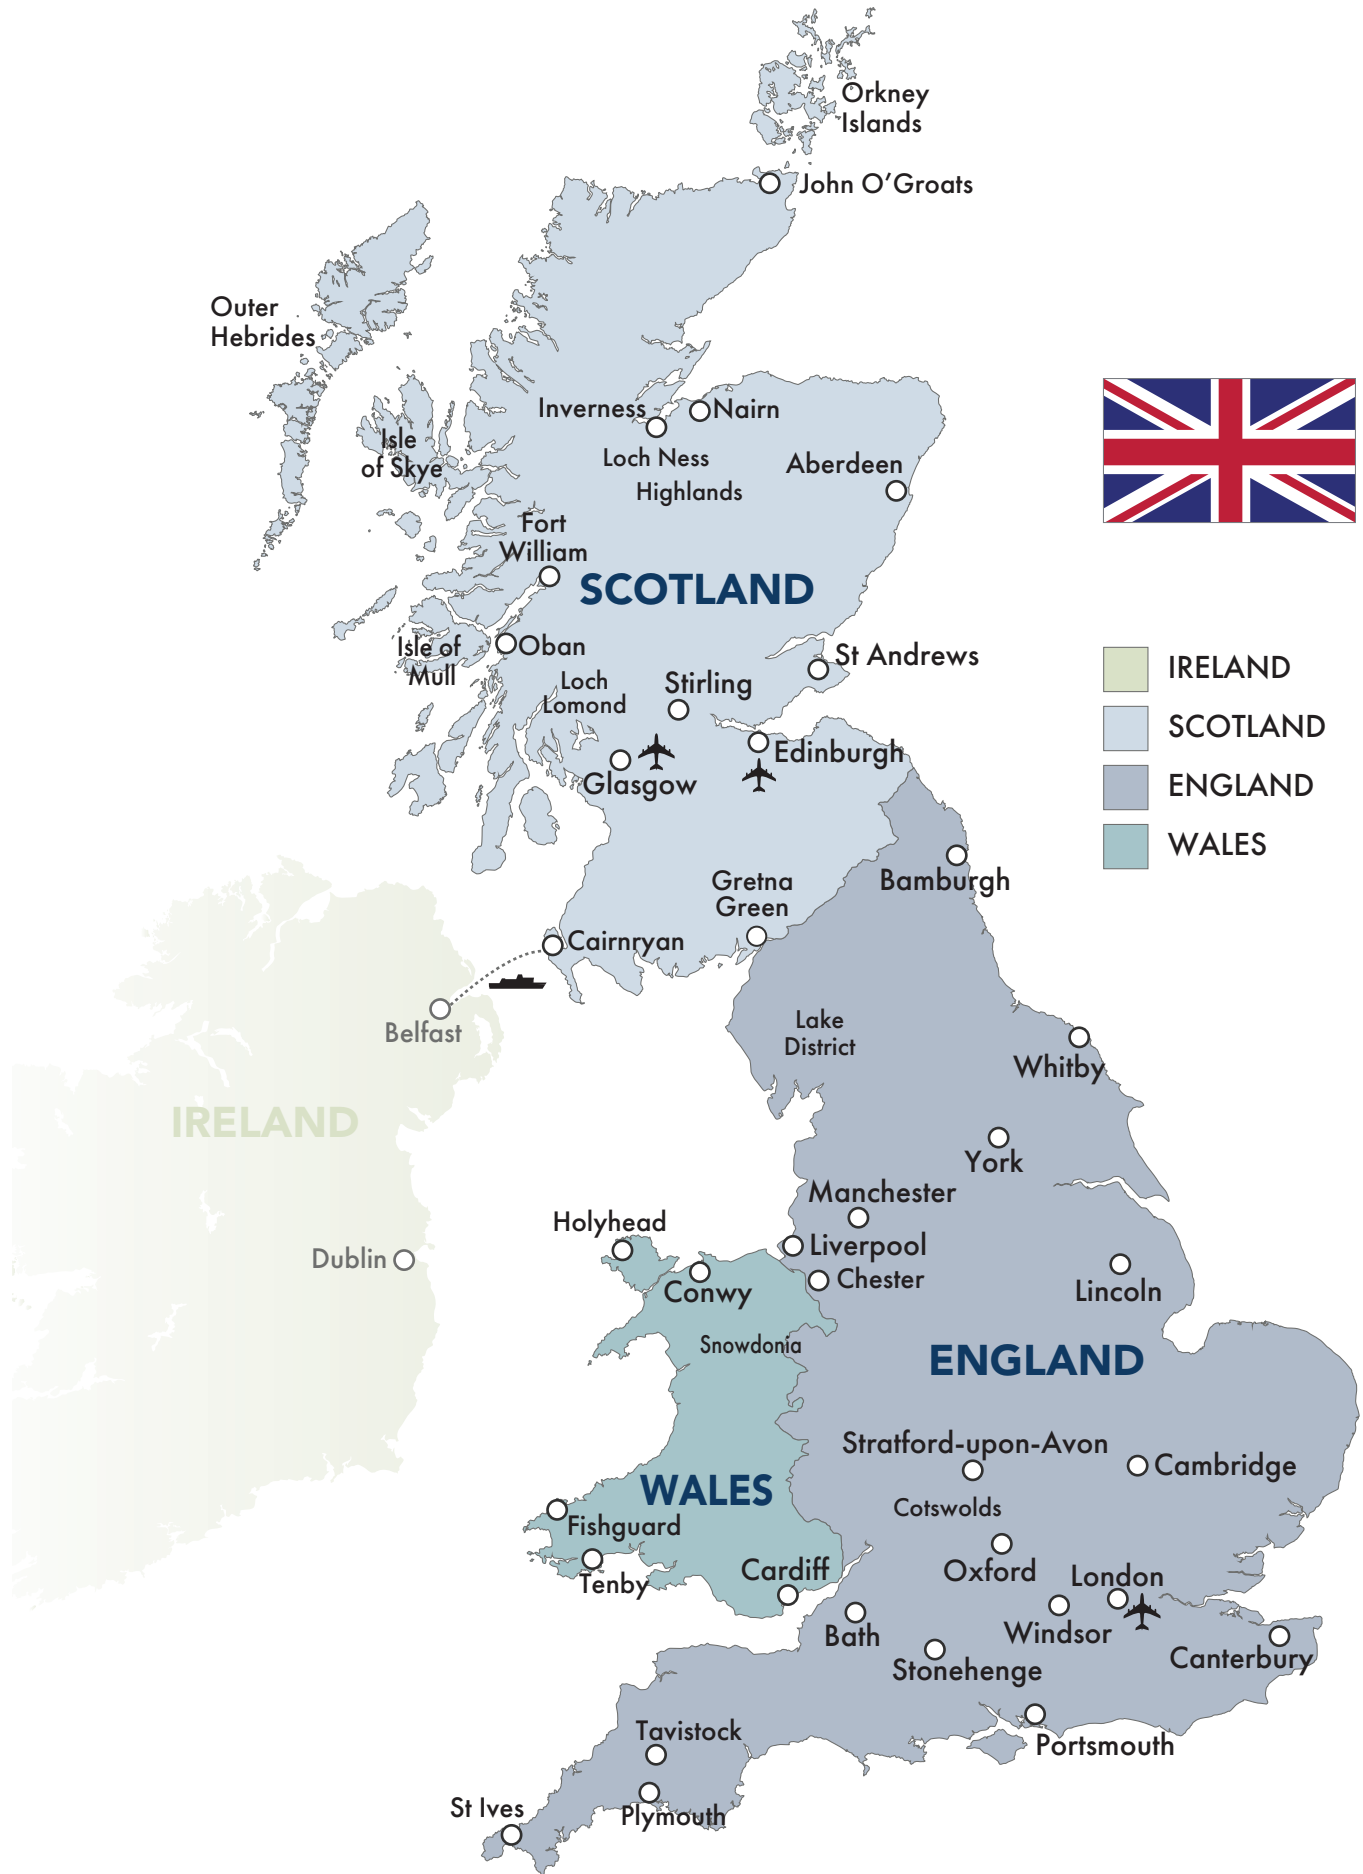 Orkney
Islands
John O'Groats
Outer
Hebrides
Inverness
Nairn
Isle
of Skye
Loch Ness
Aberdeen
Highlands
Fort
William
SCOTLAND
Isle of
Mull
Oban
St Andrews
Loch
Lomond
Stirling
Edinburgh
Glasgow
IRELAND
SCOTLAND
ENGLAND
WALES
Bamburgh
Gretna
Green
Cairnryan
Belfast
Lake
District
Whitby
IRELAND
York
Manchester
Holyhead
Liverpool
Dublin
Chester
Conwy
Lincoln
Snowdonia
ENGLAND
Stratford-upon-Avon
Cambridge
WALES
Cotswolds
Fishguard
Oxford
Cardiff
London
Tenby
Bath
Windsor
Canterbury
Stonehenge
Tavistock
Portsmouth
St Ives
Plymouth